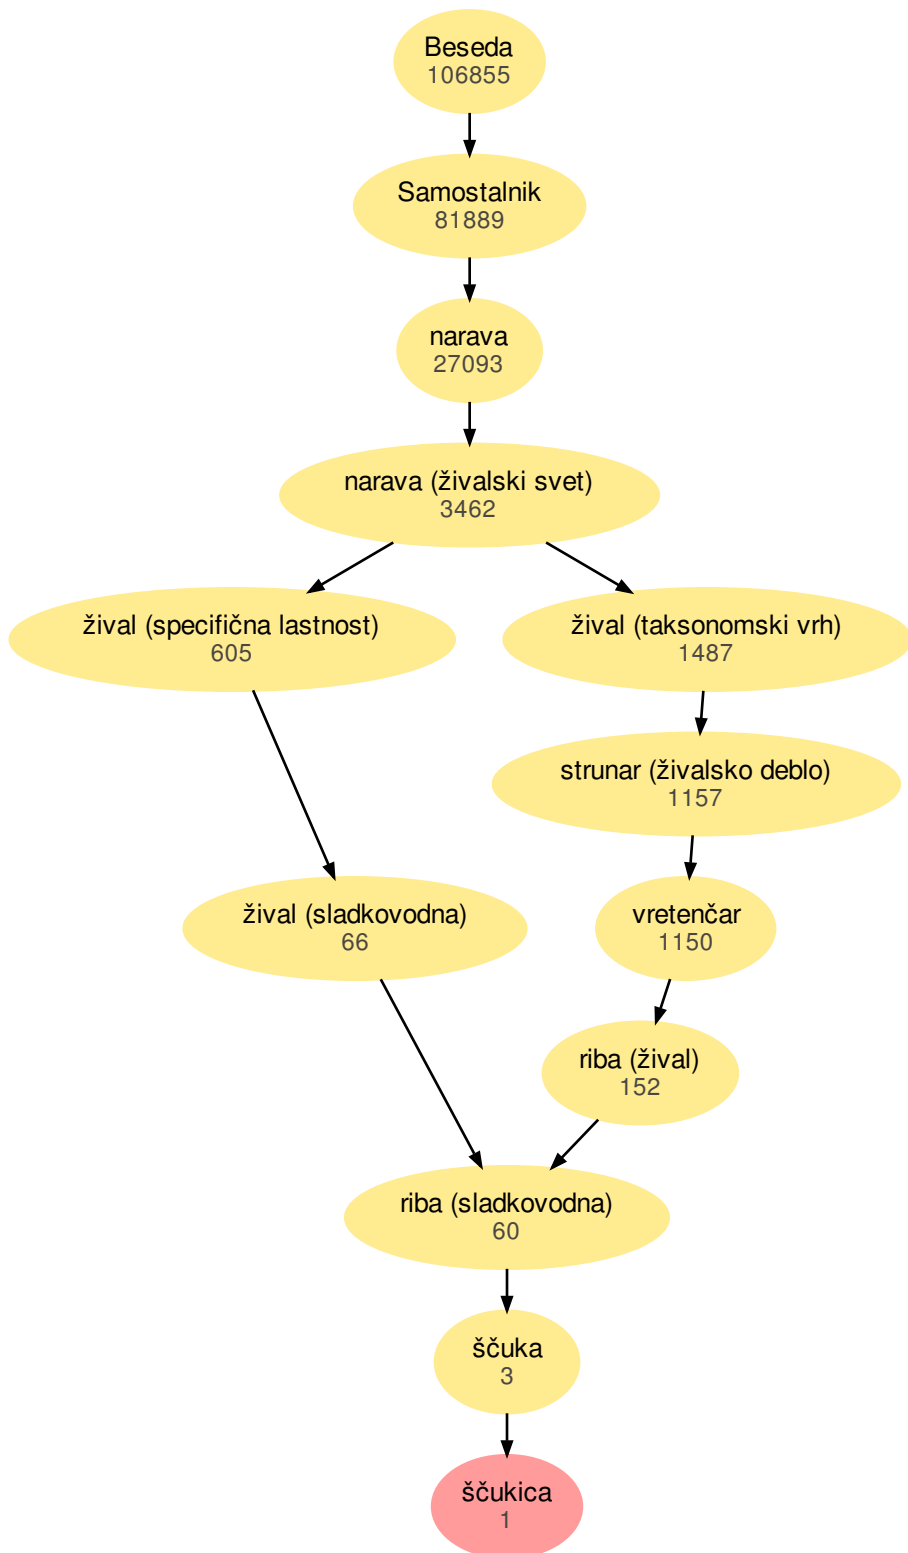 Beseda
106855
Samostalnik
81889
narava
27093
narava (živalski svet)
3462
žival (specifična lastnost)
605
žival (taksonomski vrh)
1487
strunar (živalsko deblo)
1157
žival (sladkovodna)
66
vretenčar
1150
riba (žival)
152
riba (sladkovodna)
60
ščuka
3
ščukica
1